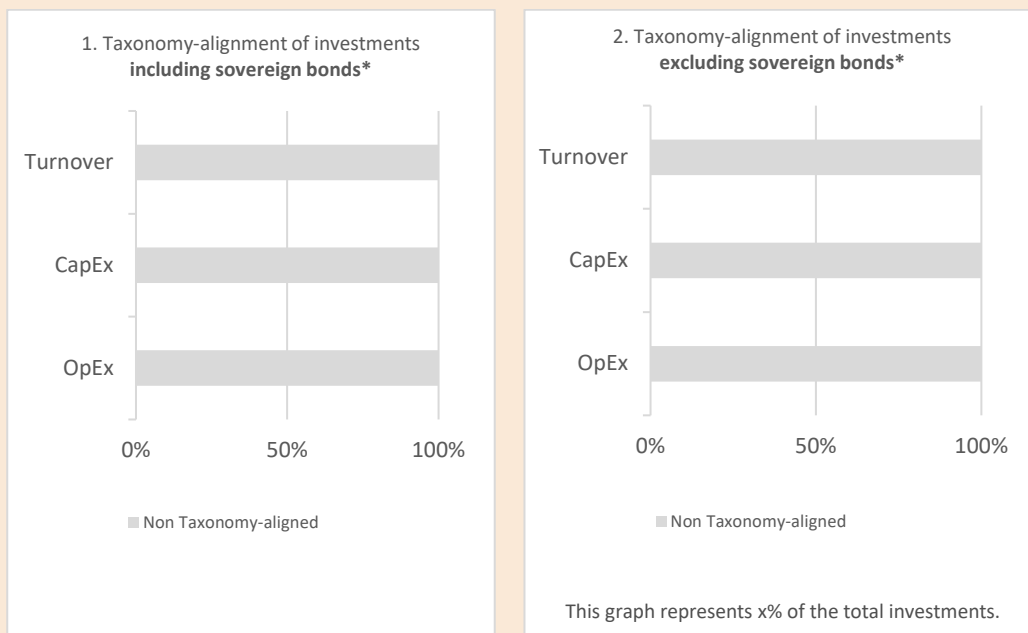 1. Taxonomy-alignment of investments
including sovereign bonds*
Turnover
CapEx
OpEx
0% 50% 100%
Non Taxonomy-aligned
2. Taxonomy-alignment of investments
excluding sovereign bonds*
Turnover
CapEx
OpEx
0% 50% 100%
Non Taxonomy-aligned
This graph represents x% of the total investments.